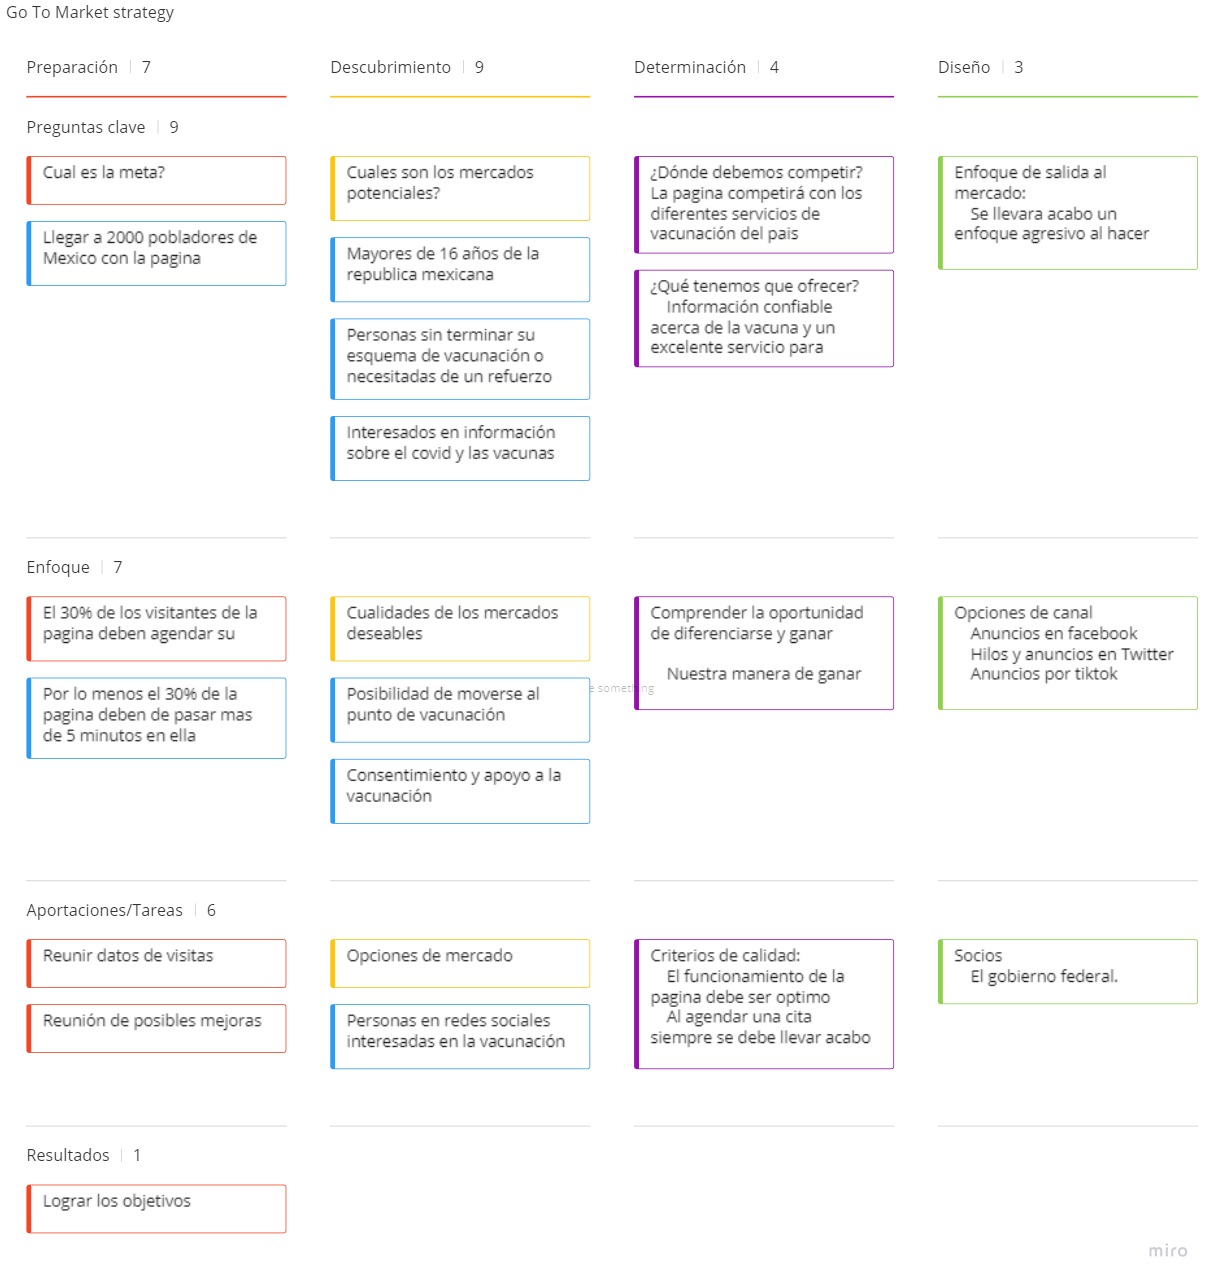 Go To Market strategy
Preparación | 7
Descubrimiento | 9
Determinación | 4
Diseño | 3
Preguntas clave | 9
Cual es la meta?
Llegar a 2000 pobladores de
Mexico con la pagina
Cuales son los mercados
potenciales?
Mayores de 16 años de la
republica mexicana
Personas sin terminar su
esquema de vacunación o
necesitadas de un refuerzo
Interesados en información
sobre el covid y las vacunas
¿Dónde debemos competir?
La pagina competirá con los
diferentes servicios de
vacunación del pais
¿Qué tenemos que ofrecer?
Información confiable
acerca de la vacuna y un
excelente servicio para
Enfoque de salida al
mercado:
Se llevara acabo un
enfoque agresivo al hacer
Enfoque | 7
El 30% de los visitantes de la
pagina deben agendar su
Por lo menos el 30% de la
pagina deben de pasar mas
de 5 minutos en ella
Cualidades de los mercados
deseables
Posibilidad de moverse al
punto de vacunación
Consentimiento y apoyo a la
vacunación
e something
Comprender la oportunidad
de diferenciarse y ganar
Nuestra manera de ganar
Opciones de canal
Anuncios en facebook
Hilos y anuncios en Twitter
Anuncios por tiktok
Aportaciones/Tareas | 6
Reunir datos de visitas
Reunión de posibles mejoras
Opciones de mercado
Personas en redes sociales
interesadas en la vacunación
Criterios de calidad:
El funcionamiento de la
pagina debe ser optimo
Al agendar una cita
siempre se debe llevar acabo
Socios
El gobierno federal.
Resultados | 1
Lograr los objetivos
miro